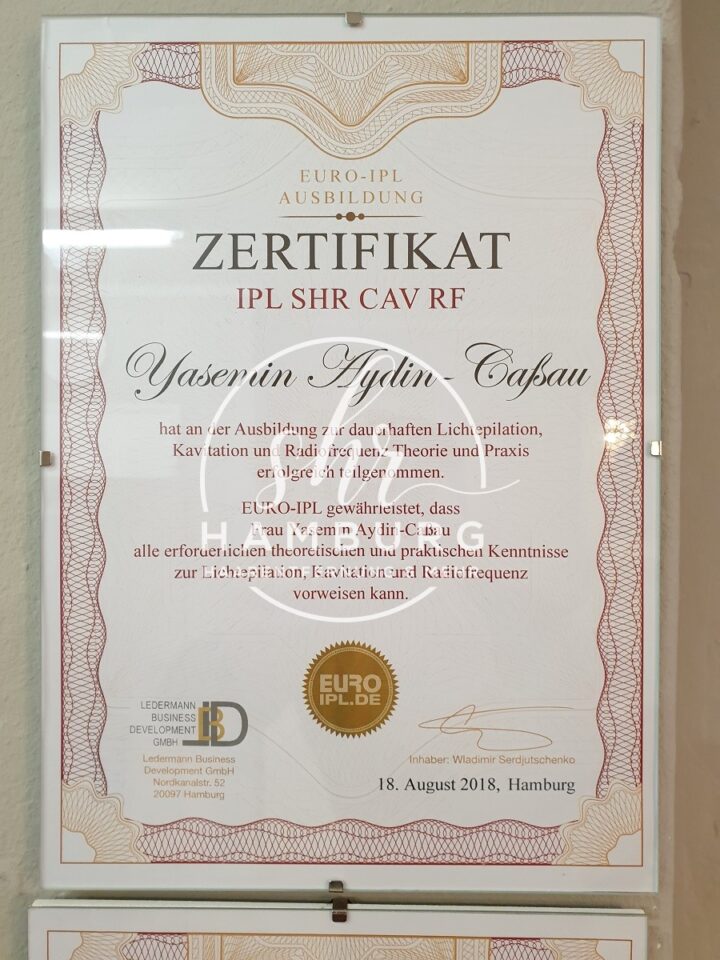 EURO-IPL
AUSBILDUNG
ZERTIFIKAT
IPL SHR CAV RF
Yasemin Aydin-Caßau
hat an der Ausbildung zur dauerhaften Lichtepilation,
Kavitation und Radiofrequenz Theorie und Praxis
erfolgreich teilgenommen.
shr
EURO-IPL gewährleistet, dass
Frau Yasemin Aydin-Caßau
HAMBURG
alle erforderlichen theoretischen und praktischen Kenntnisse
zur Lichtepilation, Kavitation und Radiofrequenz
vorweisen kann.
EURO
IPL.DE
LEDERMANN
BUSINESS
DEVELOPMENT
GMBH
LBD
Ledermann Business
Development GmbH
Nordkanalstr. 52
20097 Hamburg
Inhaber: Wladimir Serdjutschenko
18. August 2018, Hamburg